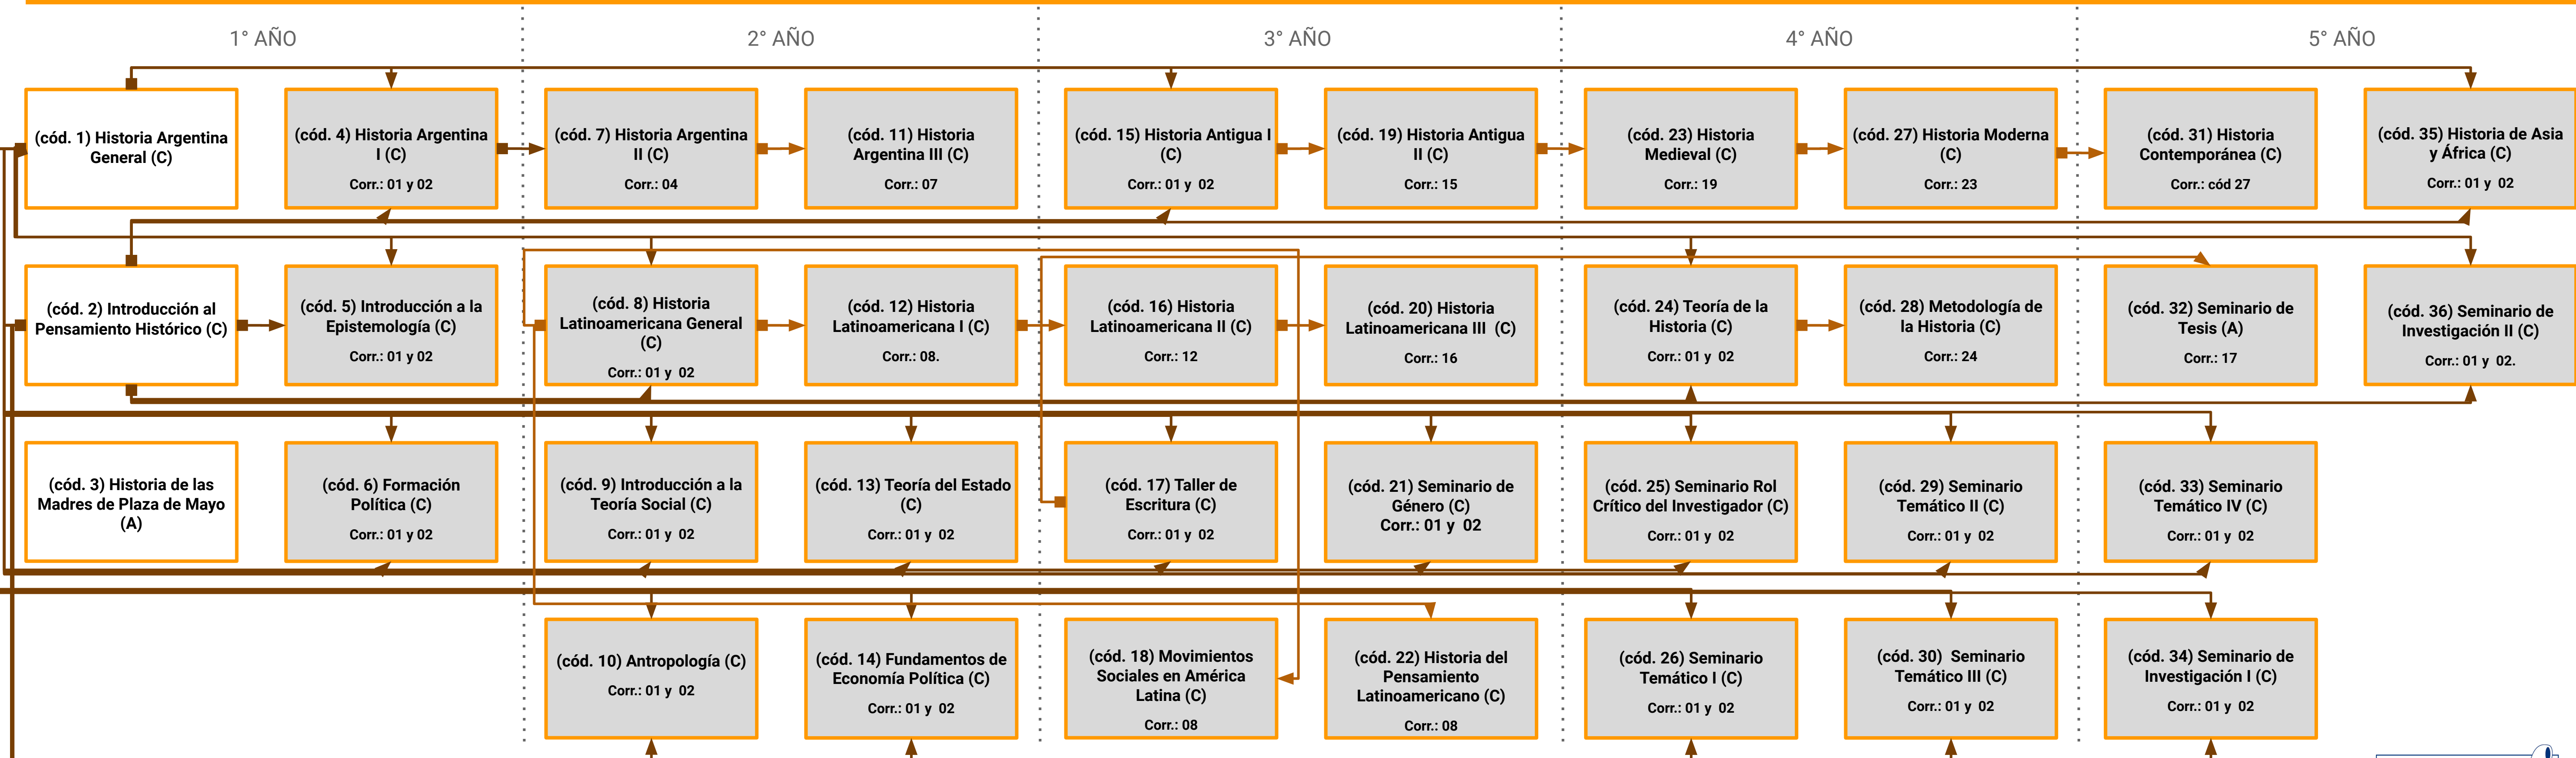 1° AÑO
2° AÑO
3° AÑO
4° AÑO
5° AÑO
(cód. 1) Historia Argentina
General (C)
(cód. 4) Historia Argentina
I (C)
Corr.: 01 y 02
(cód. 7) Historia Argentina
II (C)
Corr.: 04
(cód. 11) Historia
Argentina III (C)
Corr.: 07
(cód. 15) Historia Antigua I
(C)
Corr.: 01 y 02
(cód. 19) Historia Antigua
II (C)
Corr.: 15
(cód. 23) Historia
Medieval (C)
Corr.: 19
(cód. 27) Historia Moderna
(C)
Corr.: 23
(cód. 31) Historia
Contemporánea (C)
Corr.: cód 27
(cód. 35) Historia de Asia
y África (C)
Corr.: 01 y 02
(cód. 2) Introducción al
Pensamiento Histórico (C)
(cód. 5) Introducción a la
Epistemología (C)
Corr.: 01 y 02
(cód. 8) Historia
Latinoamericana General
(C)
Corr.: 01 y 02
(cód. 12) Historia
Latinoamericana I (C)
Corr.: 08.
(cód. 16) Historia
Latinoamericana II (C)
Corr.: 12
(cód. 20) Historia
Latinoamericana III (C)
Corr.: 16
(cód. 24) Teoría de la
Historia (C)
Corr.: 01 y 02
(cód. 28) Metodología de
la Historia (C)
Corr.: 24
(cód. 32) Seminario de
Tesis (A)
Corr.: 17
(cód. 36) Seminario de
Investigación II (C)
Corr.: 01 y 02.
(cód. 3) Historia de las
Madres de Plaza de Mayo
(A)
(cód. 6) Formación
Política (C)
Corr.: 01 y 02
(cód. 9) Introducción a la
Teoría Social (C)
Corr.: 01 y 02
(cód. 13) Teoría del Estado
(C)
Corr.: 01 y 02
(cód. 17) Taller de
Escritura (C)
Corr.: 01 y 02
(cód. 21) Seminario de
Género (C)
Corr.: 01 y 02
(cód. 25) Seminario Rol
Crítico del Investigador (C)
Corr.: 01 y 02
(cód. 29) Seminario
Temático II (C)
Corr.: 01 y 02
(cód. 33) Seminario
Temático IV (C)
Corr.: 01 y 02
(cód. 10) Antropología (C)
Corr.: 01 y 02
(cód. 14) Fundamentos de
Economía Política (C)
Corr.: 01 y 02
(cód. 18) Movimientos
Sociales en América
Latina (C)
Corr.: 08
(cód. 22) Historia del
Pensamiento
Latinoamericano (C)
Corr.: 08
(cód. 26) Seminario
Temático I (C)
Corr.: 01 y 02
(cód. 30) Seminario
Temático III (C)
Corr.: 01 y 02
(cód. 34) Seminario de
Investigación I (C)
Corr.: 01 y 02